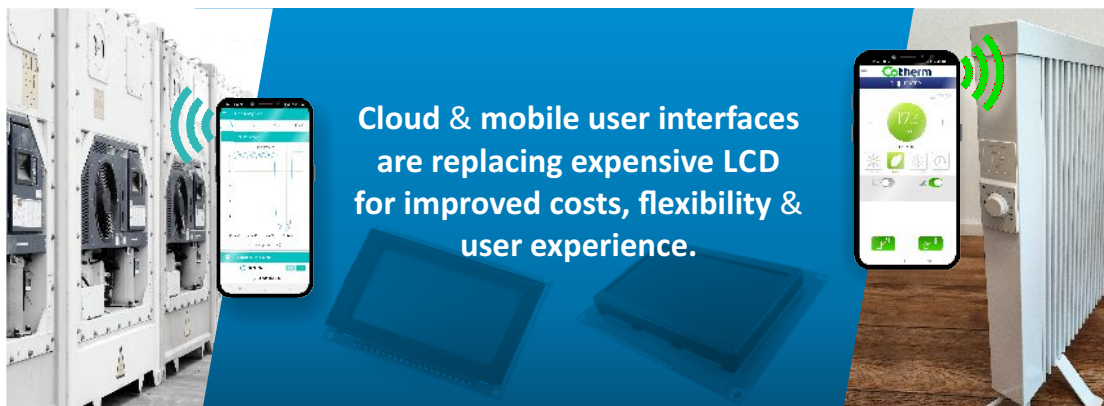 Cloud & mobile user interfaces
are replacing expensive LCD
for improved costs, flexibility &
user experience.
Cotherm